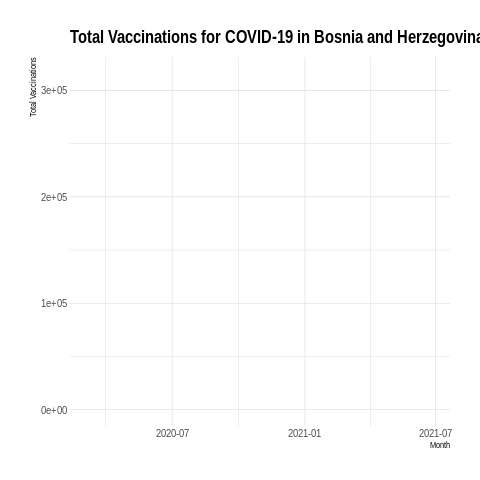 Total Vaccinations for COVID-19 in Bosnia and Herzegovina
Total Vaccinations
3e+05
2e+05
1e+05
0e+00
2020-07 2021-01 2021-07
Month